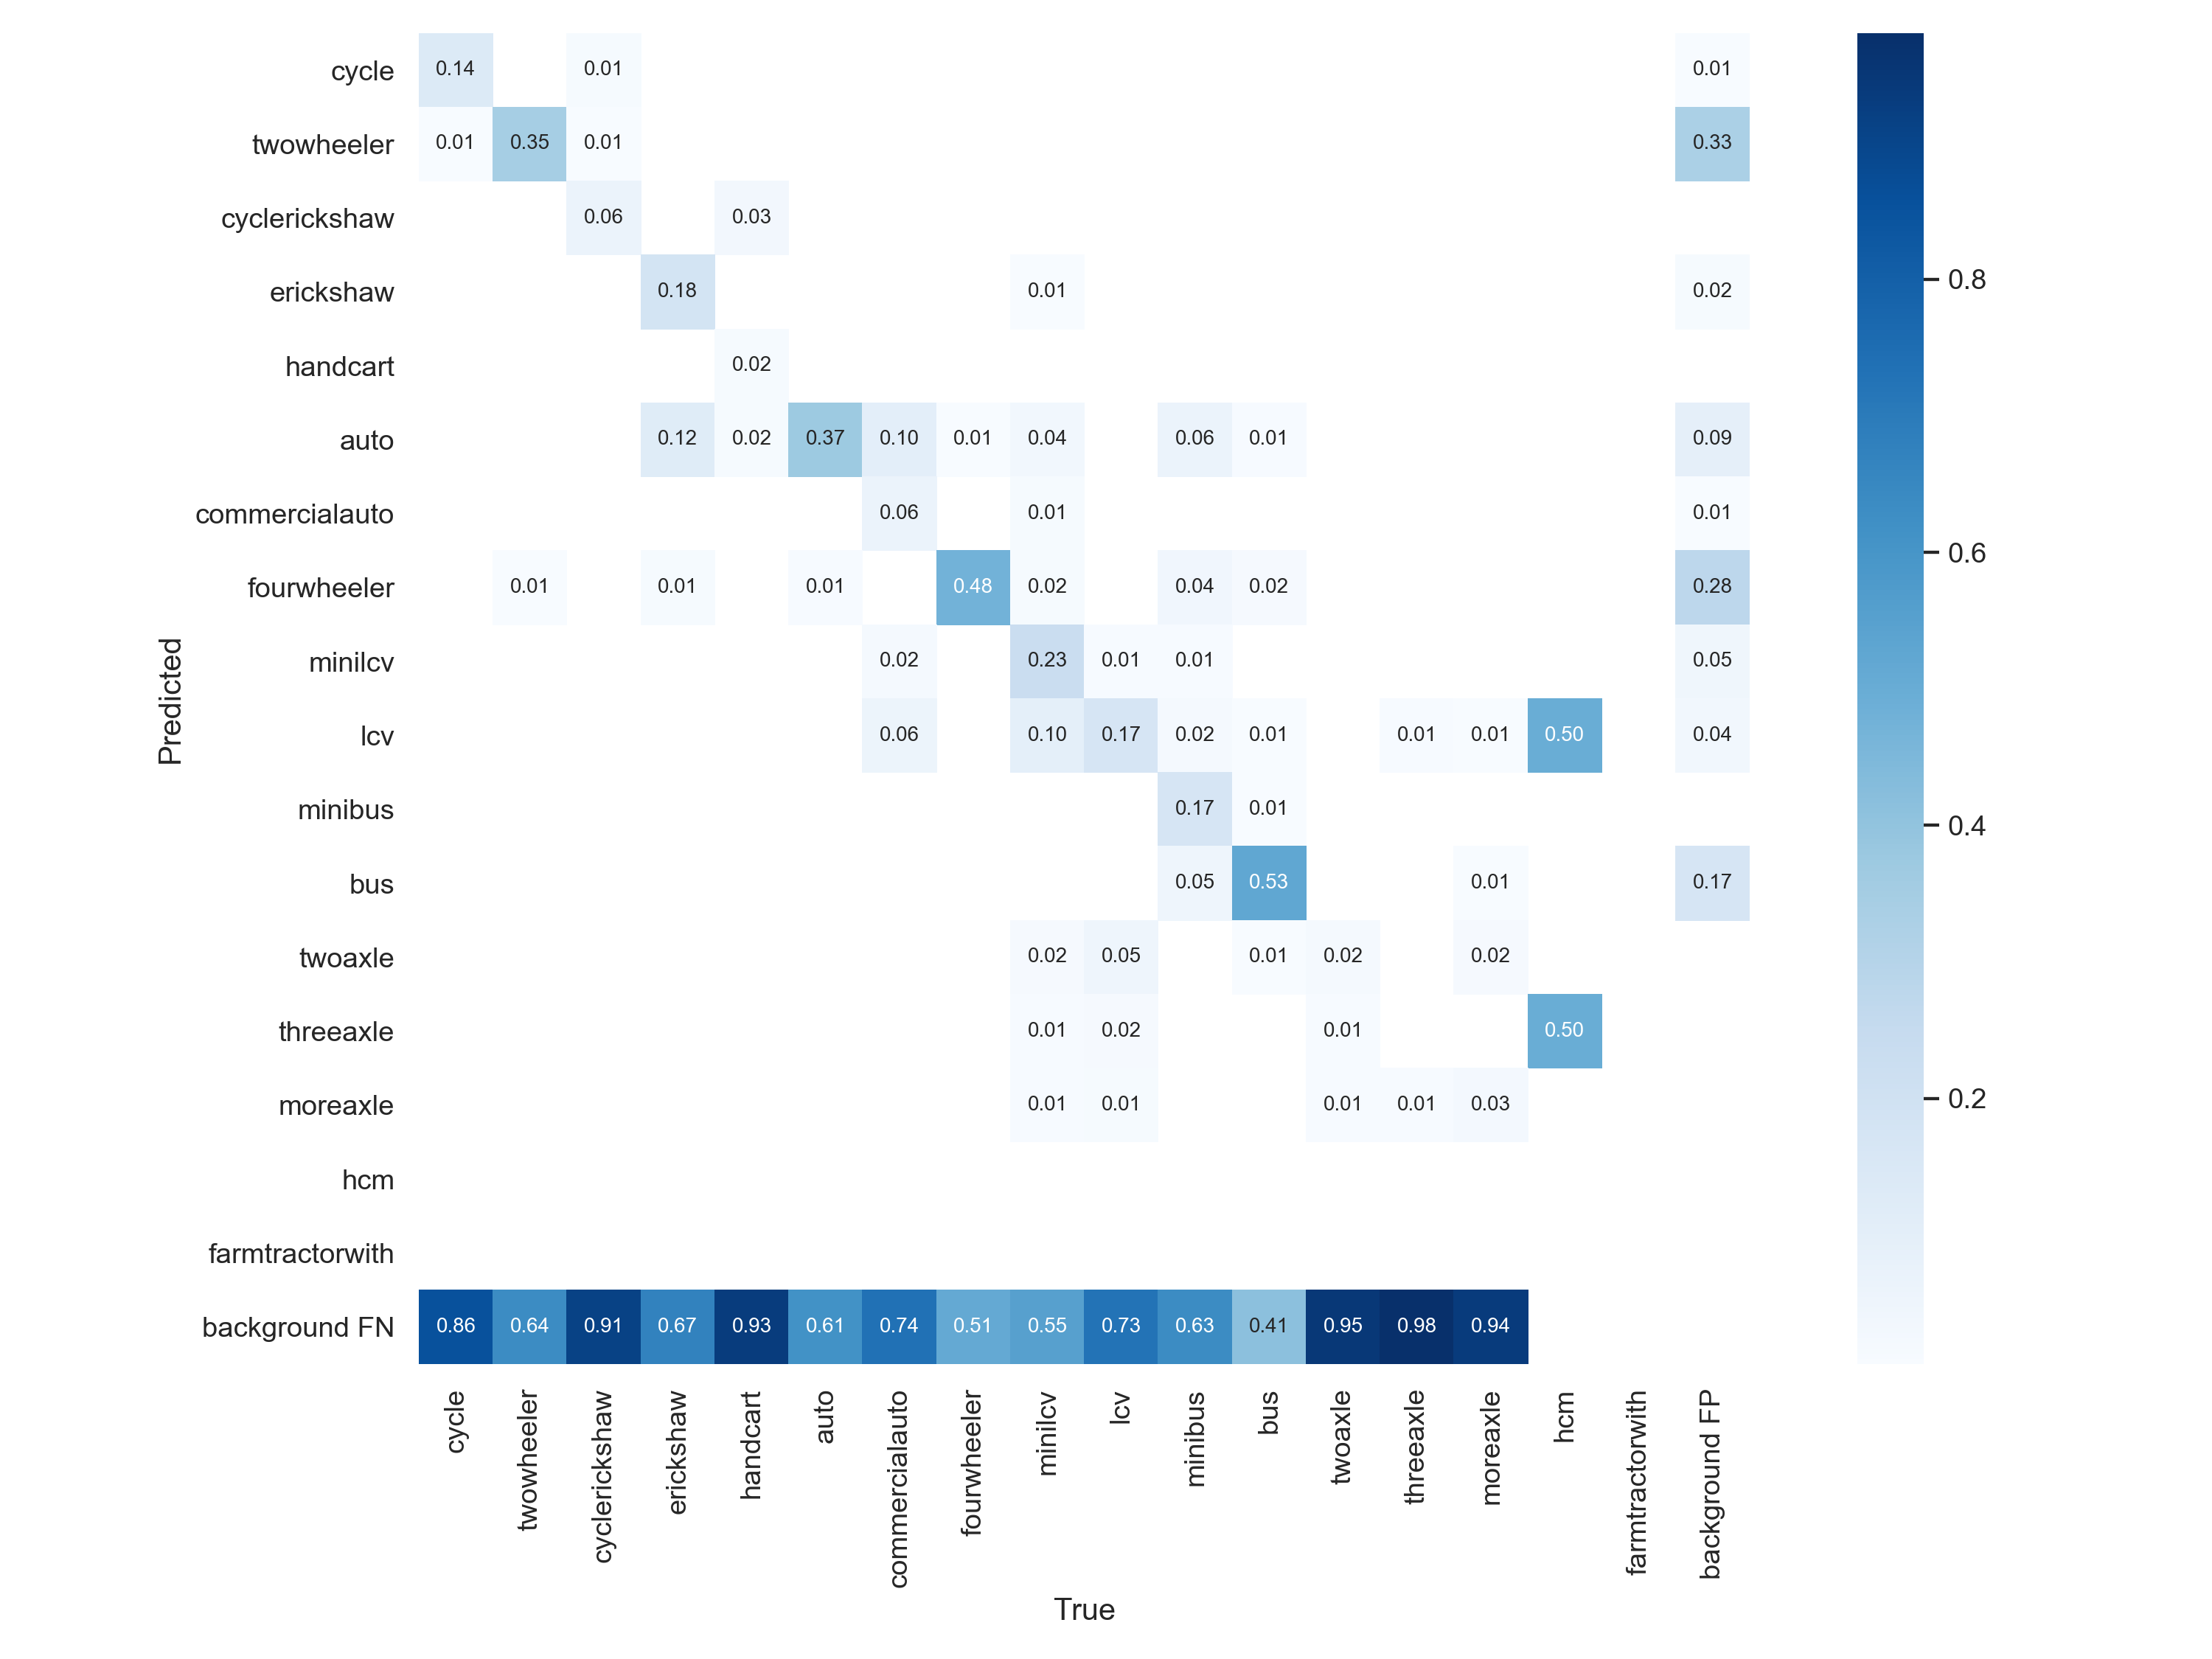 cycle 0.14 0.01 0.01
twowheeler 0.01 0.35 0.01 0.33
cyclerickshaw 0.06 0.03
erickshaw 0.18 0.01 0.02
0.8
handcart 0.02
auto 0.12 0.02 0.37 0.10 0.01 0.04 0.06 0.01 0.09
commercialauto 0.06 0.01 0.01
0.6
fourwheeler 0.01 0.01 0.01 0.48 0.02 0.04 0.02 0.28
minilcv 0.02 0.23 0.01 0.01 0.05
Predicted
lcv 0.06 0.10 0.17 0.02 0.01 0.01 0.01 0.50 0.04
minibus 0.17 0.01
0.4
bus 0.05 0.53 0.01 0.17
twoaxle 0.02 0.05 0.01 0.02 0.02
threeaxle 0.01 0.02 0.01 0.50
moreaxle 0.01 0.01 0.01 0.01 0.03
0.2
hcm
farmtractorwith
background FN 0.86 0.64 0.91 0.67 0.93 0.61 0.74 0.51 0.55 0.73 0.63 0.41 0.95 0.98 0.94
cycle
twowheeler
cyclerickshaw
erickshaw
handcart
auto
commercialauto
fourwheeler
minilcv
lcv
minibus
bus
twoaxle
threeaxle
moreaxle
hcm
farmtractorwith
background FP
True